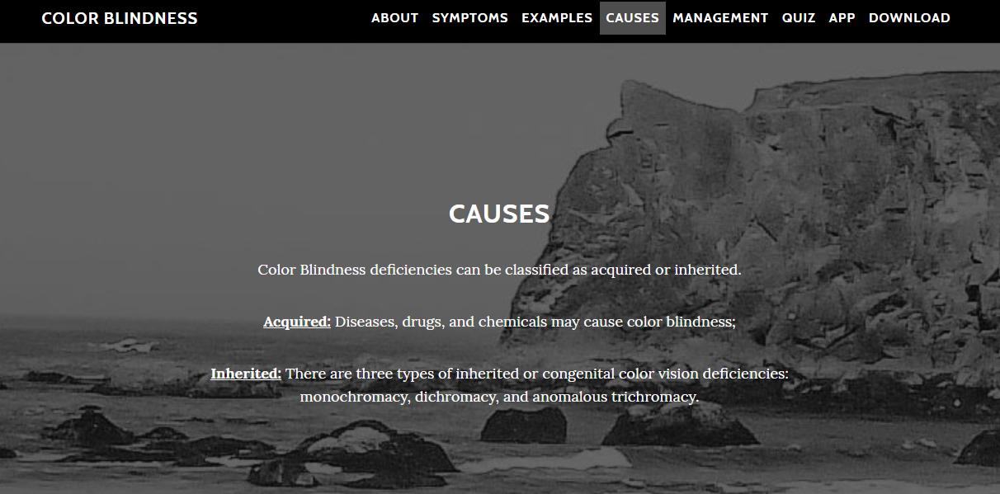 COLOR BLINDNESS
ABOUT SYMPTOMS EXAMPLES CAUSES MANAGEMENT QUIZ APP DOWNLOAD
CAUSES
Color Blindness deficiencies can be classified as acquired or inherited.
Acquired: Diseases, drugs, and chemicals may cause color blindness;
Inherited: There are three types of inherited or congenital color vision deficiencies:
monochromacy, dichromacy, and anomalous trichromacy.